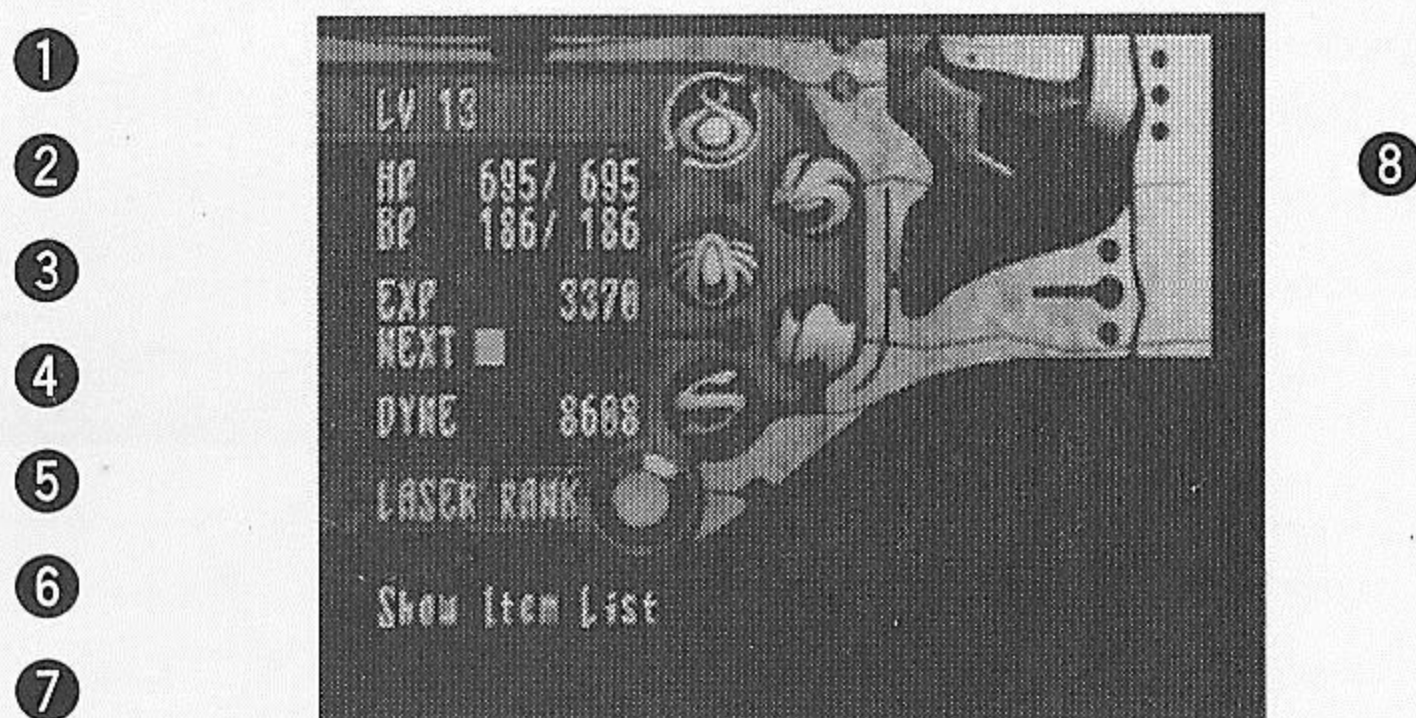 1
2
3
4
5
6
7
8
LV 13
HP 695/ 695
BP 186/ 186
EXP 3370
NEXT
DYNE 8608
LASER RANK
Show Item List